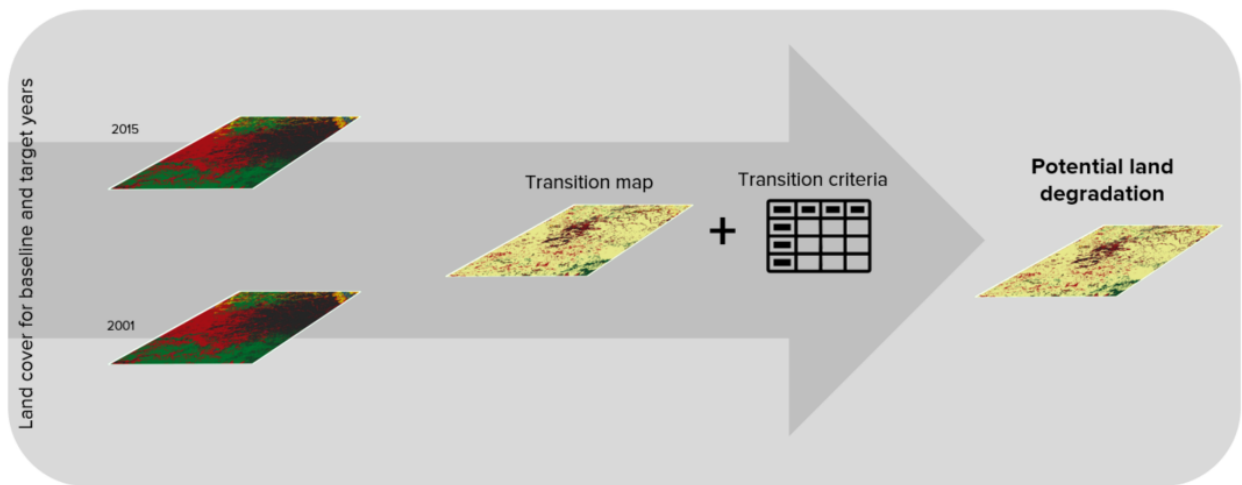 Land cover for baseline and target years
2015
2001
Transition map
Transition criteria
Potential land
degradation